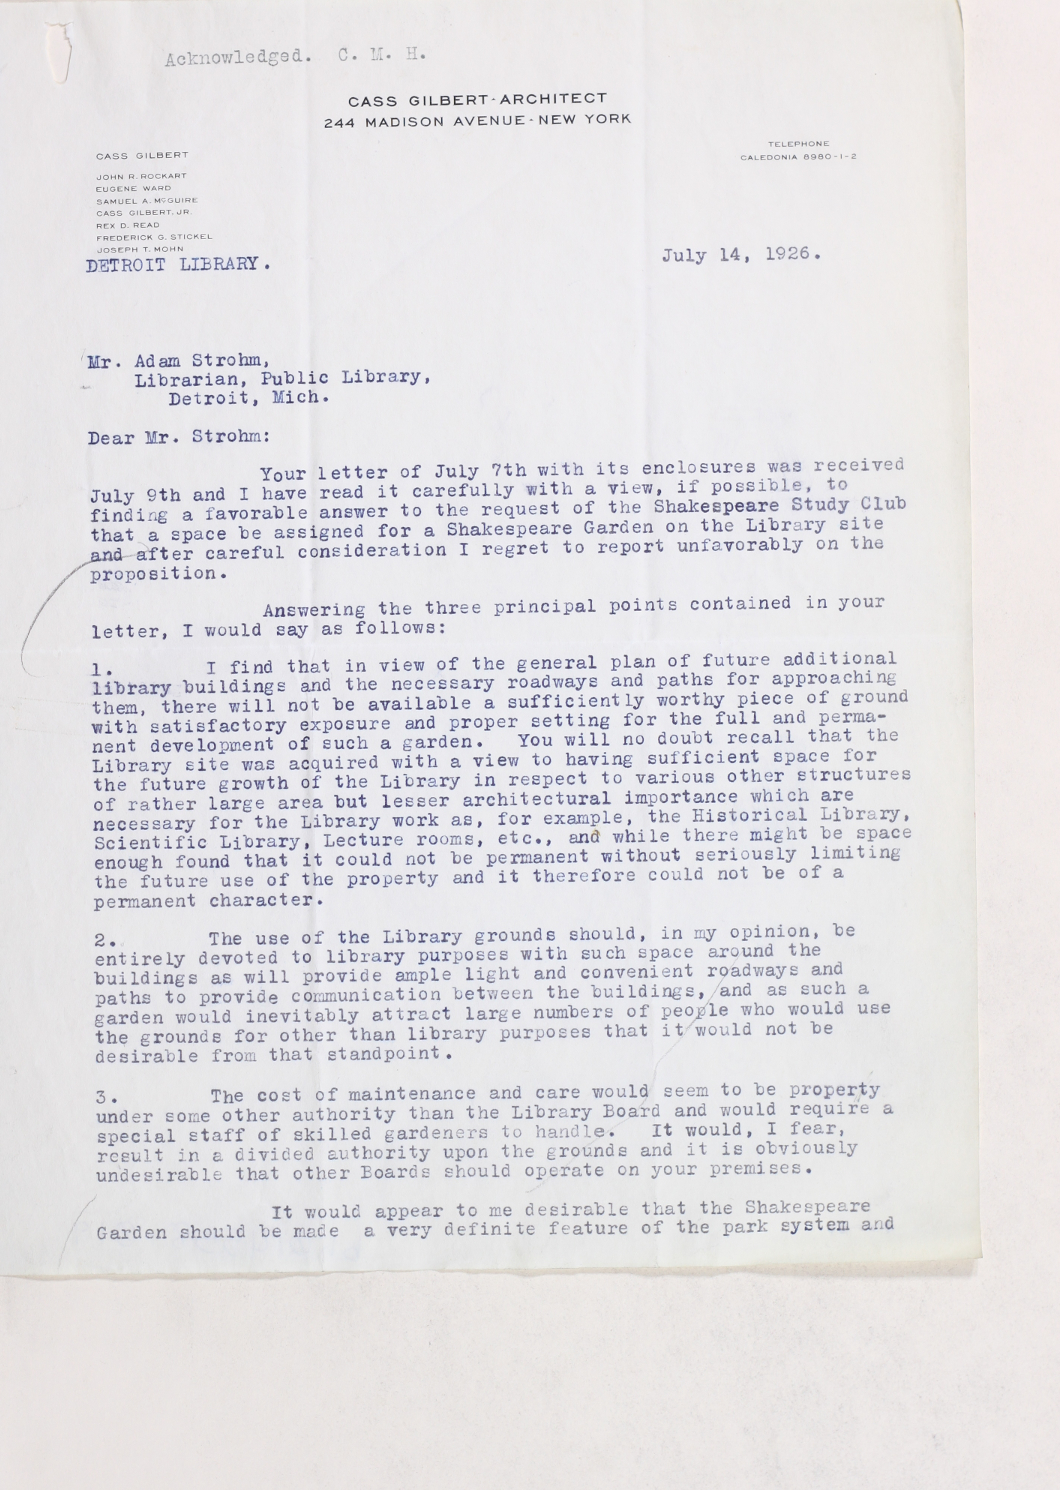 Acknowledged. C. M. H.
CASS GILBERT-ARCHITECT
244 MADISON AVENUE-NEW YORK
TELEPHONE
CALEDONIA 6980-1-2
CASS GILBERT
JOHN R. ROCKART
EUGENE WARD
SAMUEL A. McGUIRE
CASS GILBERT, JR.
REX D. READ
FREDERICK G. STICKEL
JOSEPH T. MOHN
DETROIT LIBRARY.
July 14, 1926.
Mr. Adam Strohm,
Librarian, Public Library,
Detroit, Mich.
Dear Mr. Strohm:
Your letter of July 7th with its enclosures was received
July 9th and I have read it carefully with a view, if possible, to
finding a favorable answer to the request of the Shakespeare Study Club
that a space be assigned for a Shakespeare Garden on the Library site
and after careful consideration I regret to report unfavorably on the
proposition.
Answering the three principal points contained in your
letter, I would say as follows:
1. I find that in view of the general plan of future additional
library buildings and the necessary roadways and paths for approaching
them, there will not be available a sufficiently worthy piece of ground
with satisfactory exposure and proper setting for the full and perma-
nent development of such a garden. You will no doubt recall that the
Library site was acquired with a view to having sufficient space for
the future growth of the Library in respect to various other structures
of rather large area but lesser architectural importance which are
necessary for the Library work as, for example, the Historical Library,
Scientific Library, Lecture rooms, etc., and while there might be space
enough found that it could not be permanent without seriously limiting
the future use of the property and it therefore could not be of a
permanent character.
2. The use of the Library grounds should, in my opinion, be
entirely devoted to library purposes with such space around the
buildings as will provide ample light and convenient roadways and
paths to provide communication between the buildings, and as such a
garden would inevitably attract large numbers of people who would use
the grounds for other than library purposes that it would not be
desirable from that standpoint.
3. The cost of maintenance and care would seem to be property
under some other authority than the Library Board and would require a
special staff of skilled gardeners to handle. It would, I fear,
result in a divided authority upon the grounds and it is obviously
undesirable that other Boards should operate on your premises.
It would appear to me desirable that the Shakespeare
Garden should be made a very definite feature of the park system and